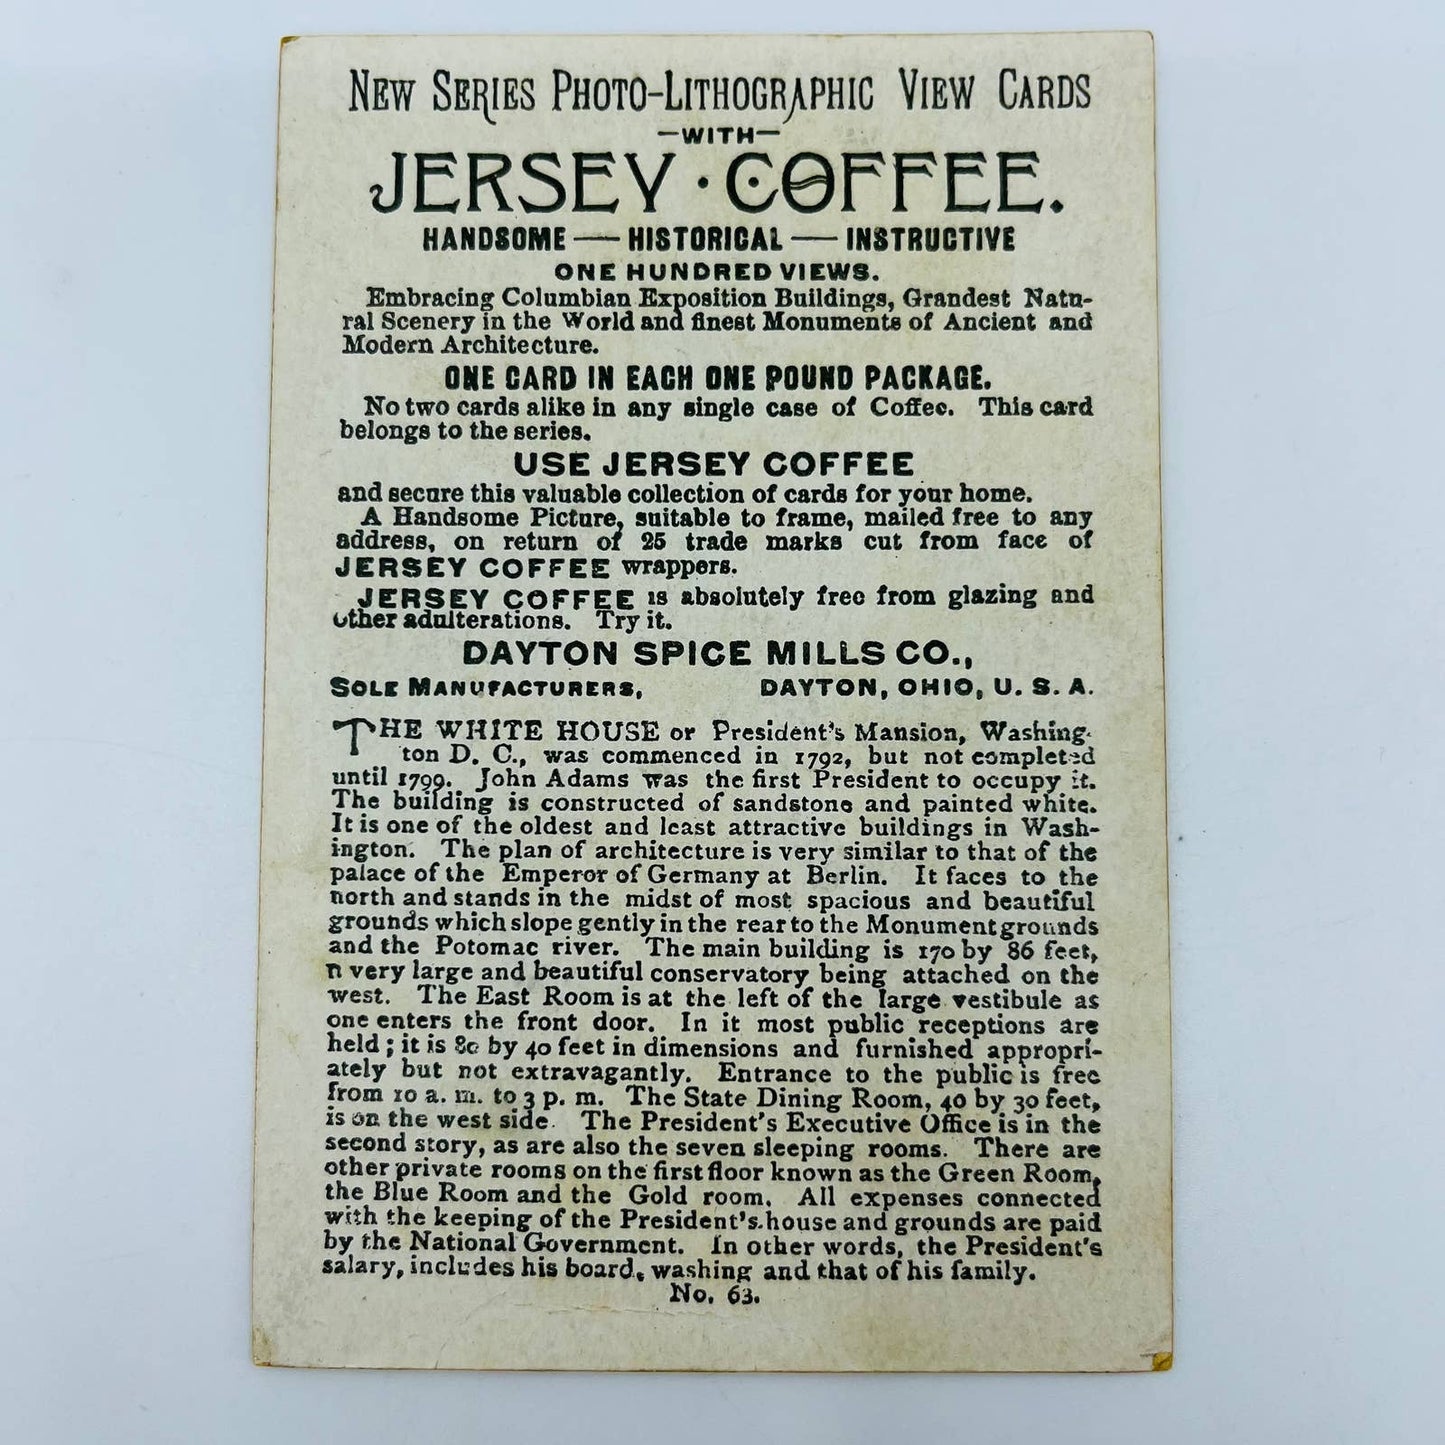 NEW SERIES PHOTO-LITHOGRAPHIC VIEW CARDS
—WITH—
JERSEY · COFFEE.
HANDSOME — HISTORICAL — INSTRUCTIVE
ONE HUNDRED VIEWS.
Embracing Columbian Exposition Buildings, Grandest Natu-
ral Scenery in the World and finest Monuments of Ancient and
Modern Architecture.
ONE CARD IN EACH ONE POUND PACKAGE.
No two cards alike in any single case of Coffee. This card
belongs to the series.
USE JERSEY COFFEE
and secure this valuable collection of cards for your home.
A Handsome Picture, suitable to frame, mailed free to any
address, on return of 25 trade marks cut from face of
JERSEY COFFEE wrappers.
JERSEY COFFEE is absolutely free from glazing and
other adulterations. Try it.
DAYTON SPICE MILLS CO.,
SOLE MANUFACTURERS, DAYTON, OHIO, U. S. A.
THE WHITE HOUSE or President's Mansion, Washing-
ton D. C., was commenced in 1792, but not completed
until 1799. John Adams was the first President to occupy it.
The building is constructed of sandstone and painted white.
It is one of the oldest and least attractive buildings in Wash-
ington. The plan of architecture is very similar to that of the
palace of the Emperor of Germany at Berlin. It faces to the
north and stands in the midst of most spacious and beautiful
grounds which slope gently in the rear to the Monument grounds
and the Potomac river. The main building is 170 by 86 feet,
n very large and beautiful conservatory being attached on the
west. The East Room is at the left of the large vestibule as
one enters the front door. In it most public receptions are
held; it is 80 by 40 feet in dimensions and furnished appropri-
ately but not extravagantly. Entrance to the public is free
from 10 a. m. to 3 p. m. The State Dining Room, 40 by 30 feet,
is on the west side. The President's Executive Office is in the
second story, as are also the seven sleeping rooms. There are
other private rooms on the first floor known as the Green Room,
the Blue Room and the Gold room. All expenses connected
with the keeping of the President's house and grounds are paid
by the National Government. In other words, the President's
salary, includes his board, washing and that of his family.
No. 63.